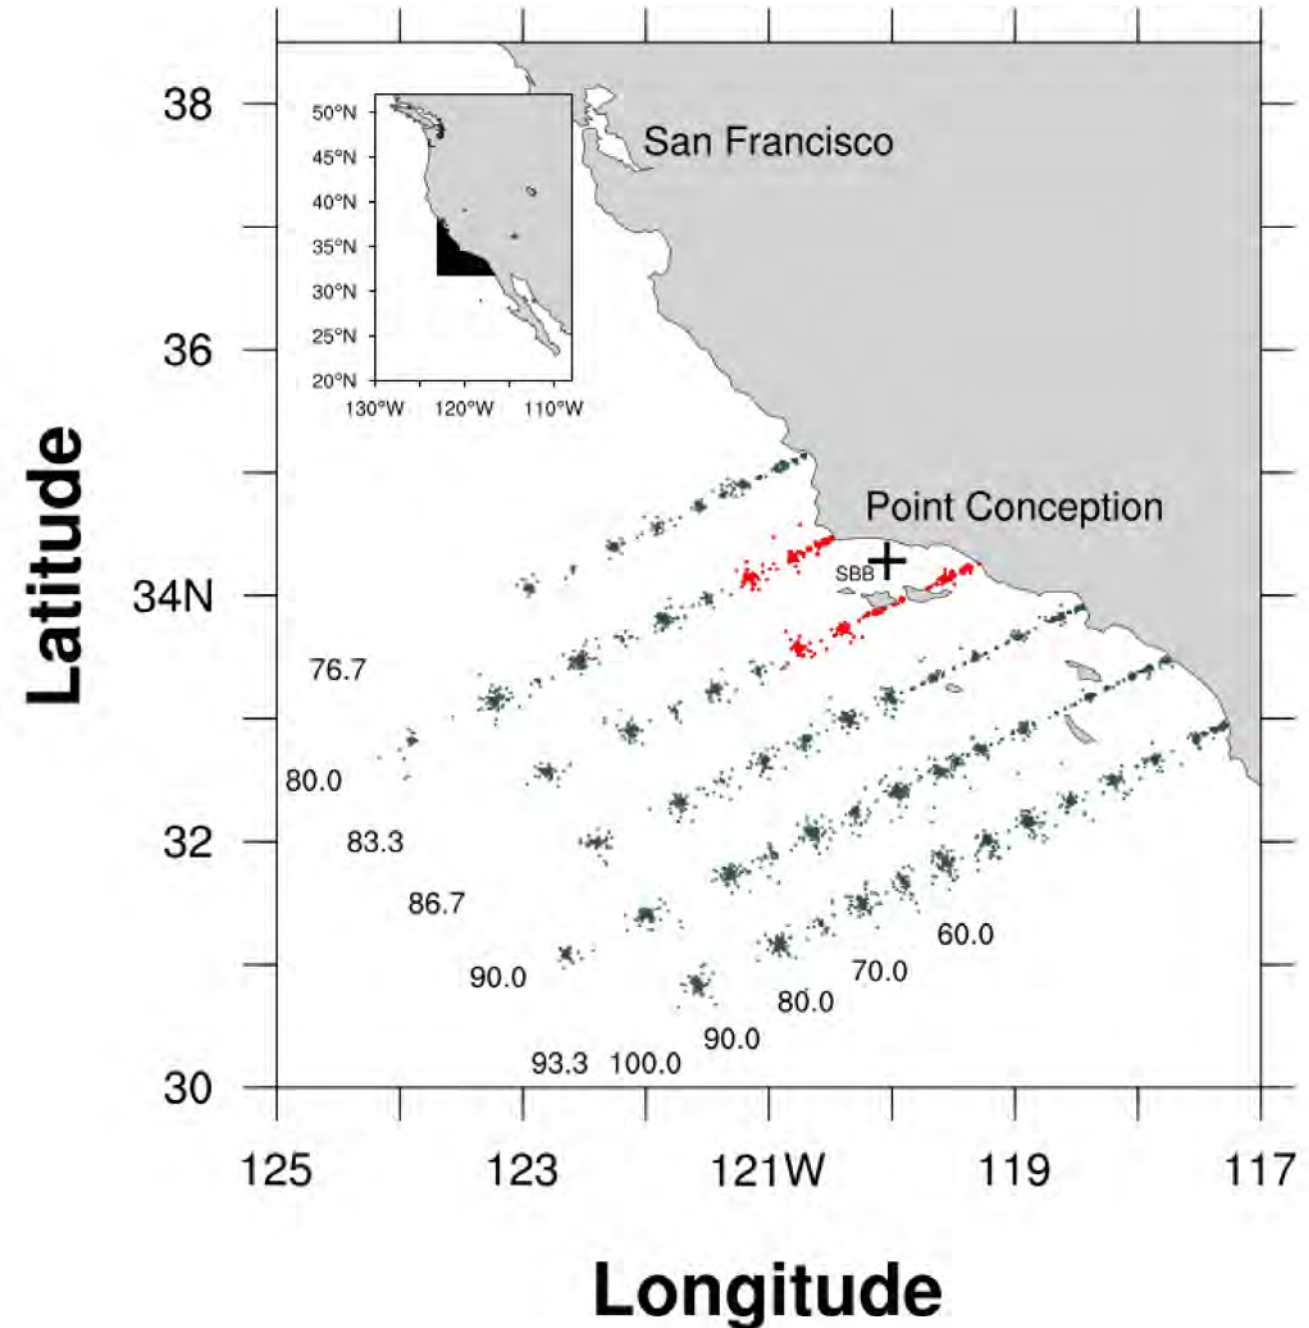 38
50°N
San Francisco
45°N
40°N
35°N
30°N
36
25°N
20°N
130°W 120°W 110°W
Latitude
Point Conception
SBB
34N
76.7
80.0
83.3
32
86.7
60.0
90.0
70.0
80.0
90.0
93.3 100.0
30
125 123 121W 119 117
Longitude